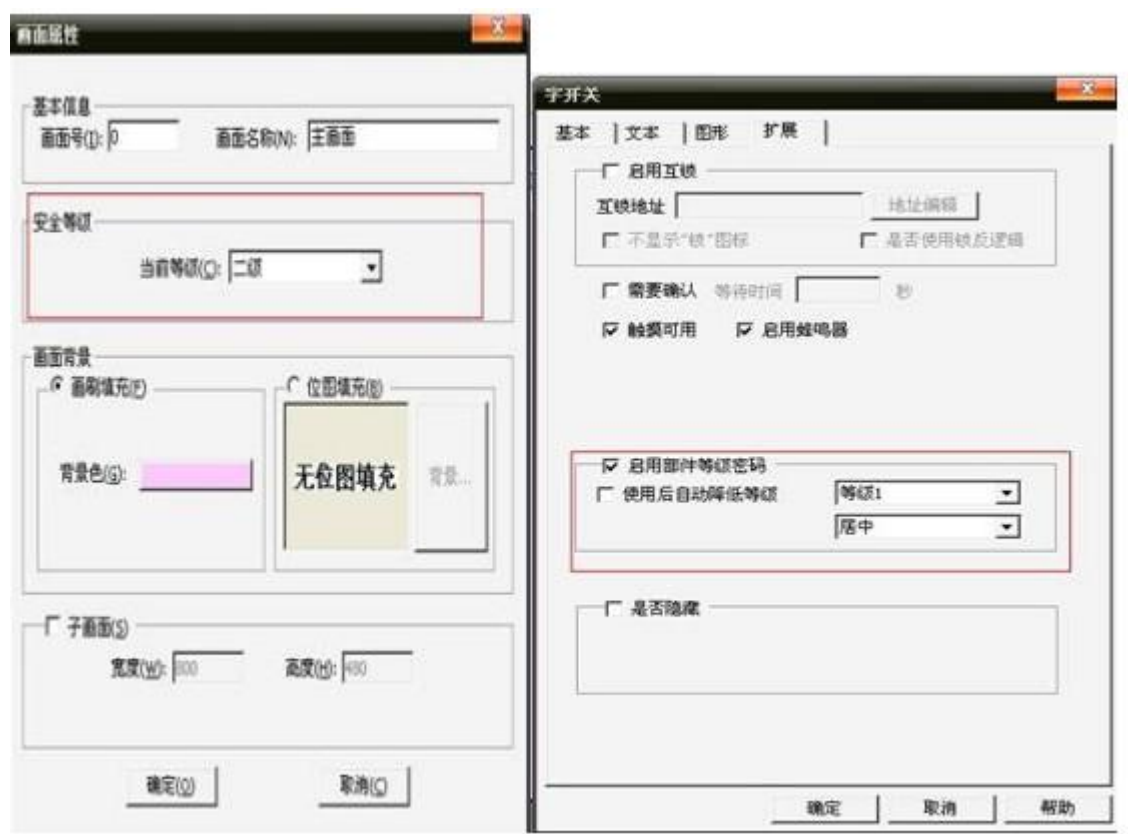 画面属性
基本信息
画面号(I): 0 画面名称(N): 主画面
安全等级
当前等级(C): 二级
画面背景
画刷填充(F)
位图填充(B)
背景色(G):
无位图填充
背景...
子画面(S)
宽度(W): 800 高度(H): 480
确定(O) 取消(C)
字开关
基本 文本 图形 扩展
启用互锁
互锁地址 地址编辑
不显示“锁”图标 是否使用锁反逻辑
需要确认 等待时间 秒
触摸可用 启用蜂鸣器
启用部件等级密码
使用后自动降低等级 等级1
居中
是否隐藏
确定 取消 帮助